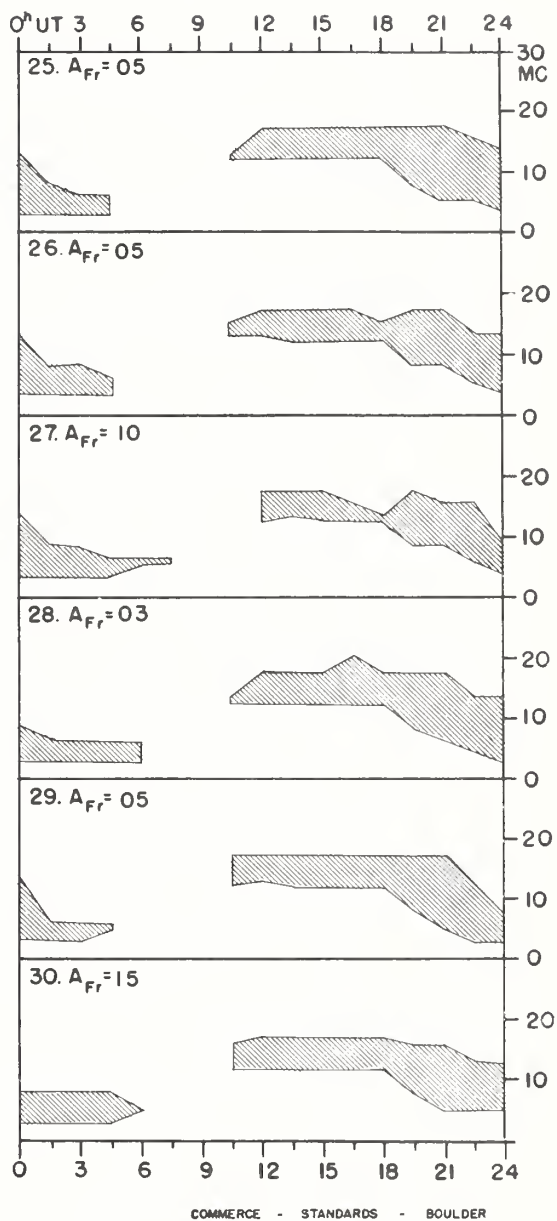 0ʰ UT 3 6 9 12 15 18 21 24
30
MC
25. A_Fr = 05
20
10
0
26. A_Fr = 05
20
10
0
27. A_Fr = 10
20
10
0
28. A_Fr = 03
20
10
0
29. A_Fr = 05
20
10
0
30. A_Fr = 15
20
10
0 3 6 9 12 15 18 21 24
COMMERCE - STANDARDS - BOULDER